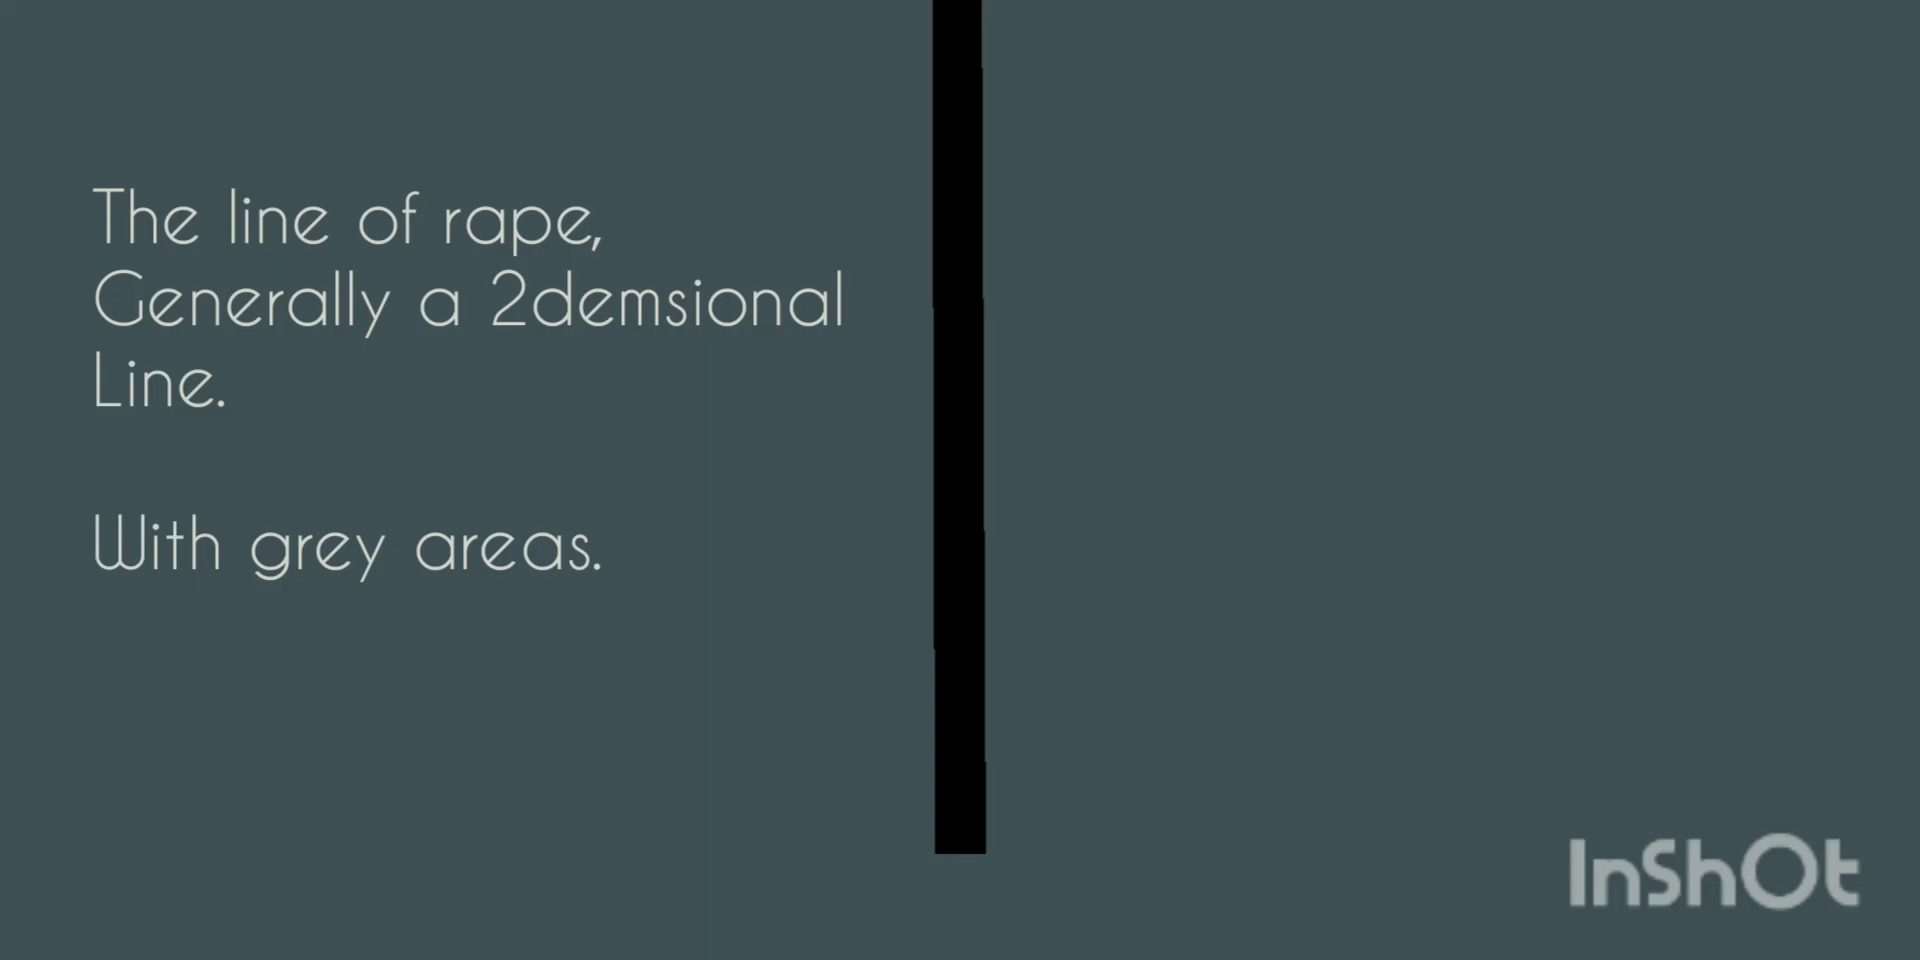 The line of rape,
Generally a 2demsional
Line.
With grey areas.
InShOt